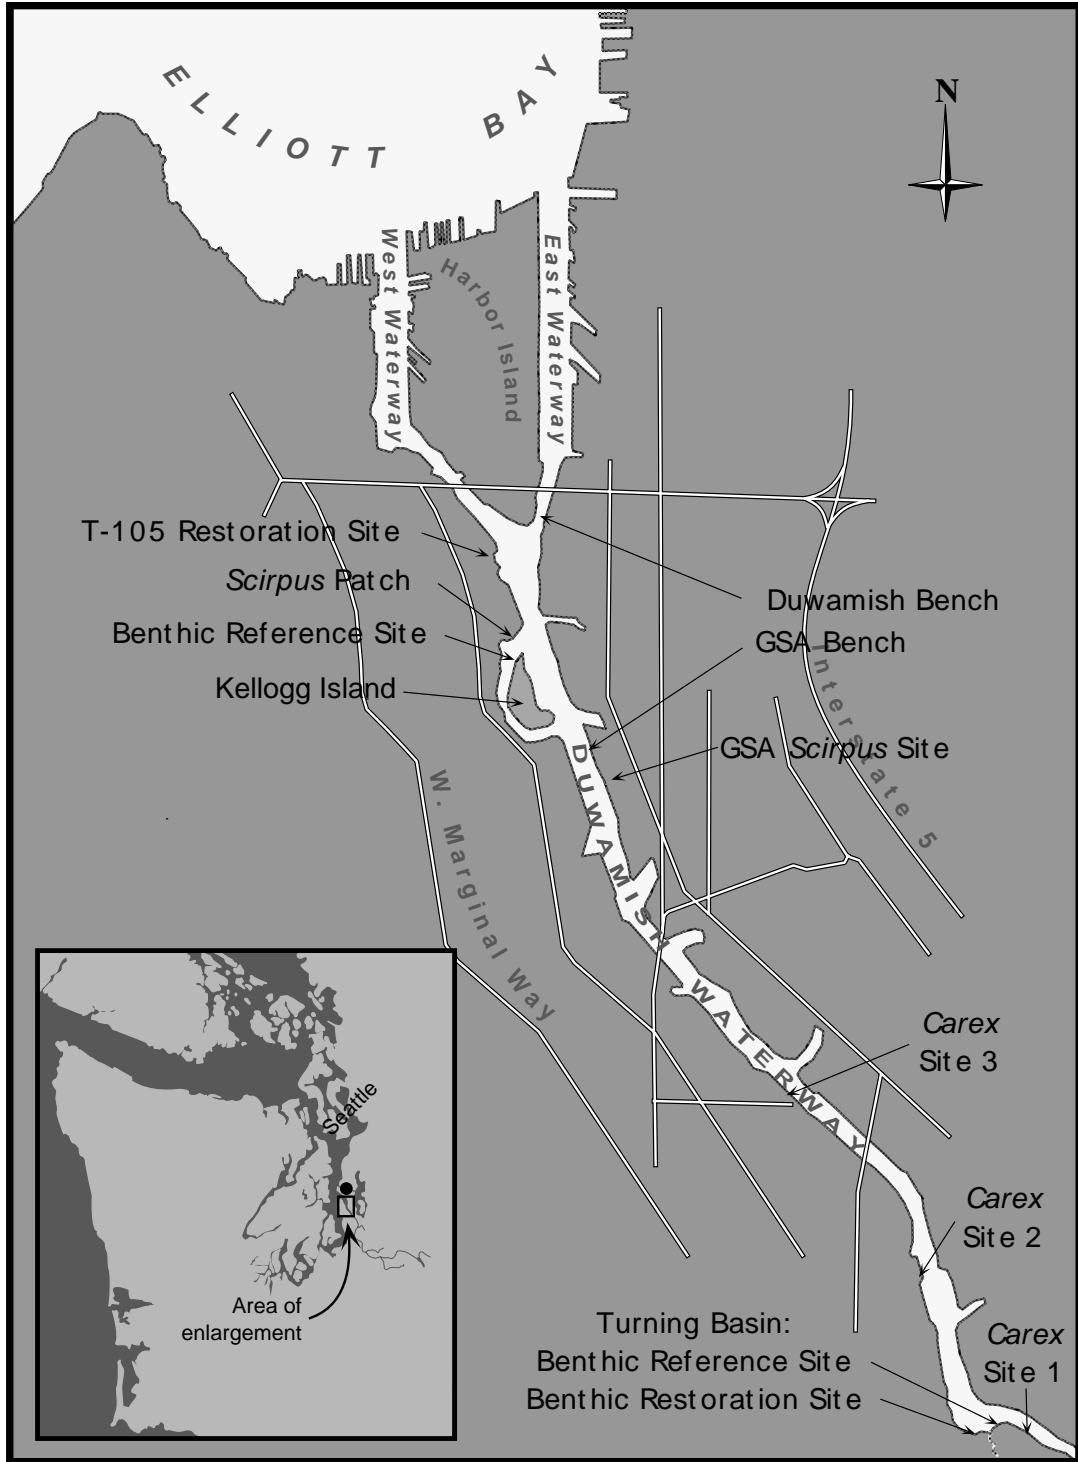 ELLIOTT BAY
N
West Waterway
Harbor Island
East Waterway
T-105 Restoration Site
Scirpus Patch
Duwamish Bench
Benthic Reference Site
GSA Bench
Kellogg Island
Interstate 5
GSA Scirpus Site
W. Marginal Way
DUWAMISH WATERWAY
Carex
Site 3
Seattle
Carex
Site 2
Area of
enlargement
Turning Basin:
Benthic Reference Site
Benthic Restoration Site
Carex
Site 1